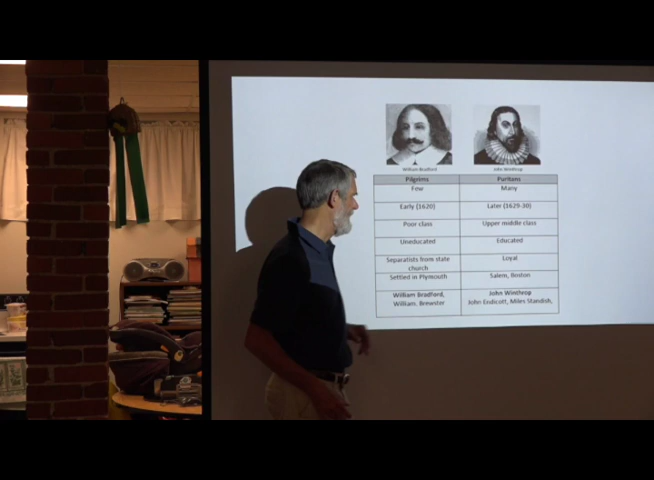 William Bradford
John Winthrop
Pilgrims Puritans
Few Many
Early (1620) Later (1629-30)
Poor class Upper middle class
Uneducated Educated
Separatists from state Loyal
church
Settled in Plymouth Salem, Boston
William Bradford, John Winthrop
William, Brewster John Endicott, Miles Standish,